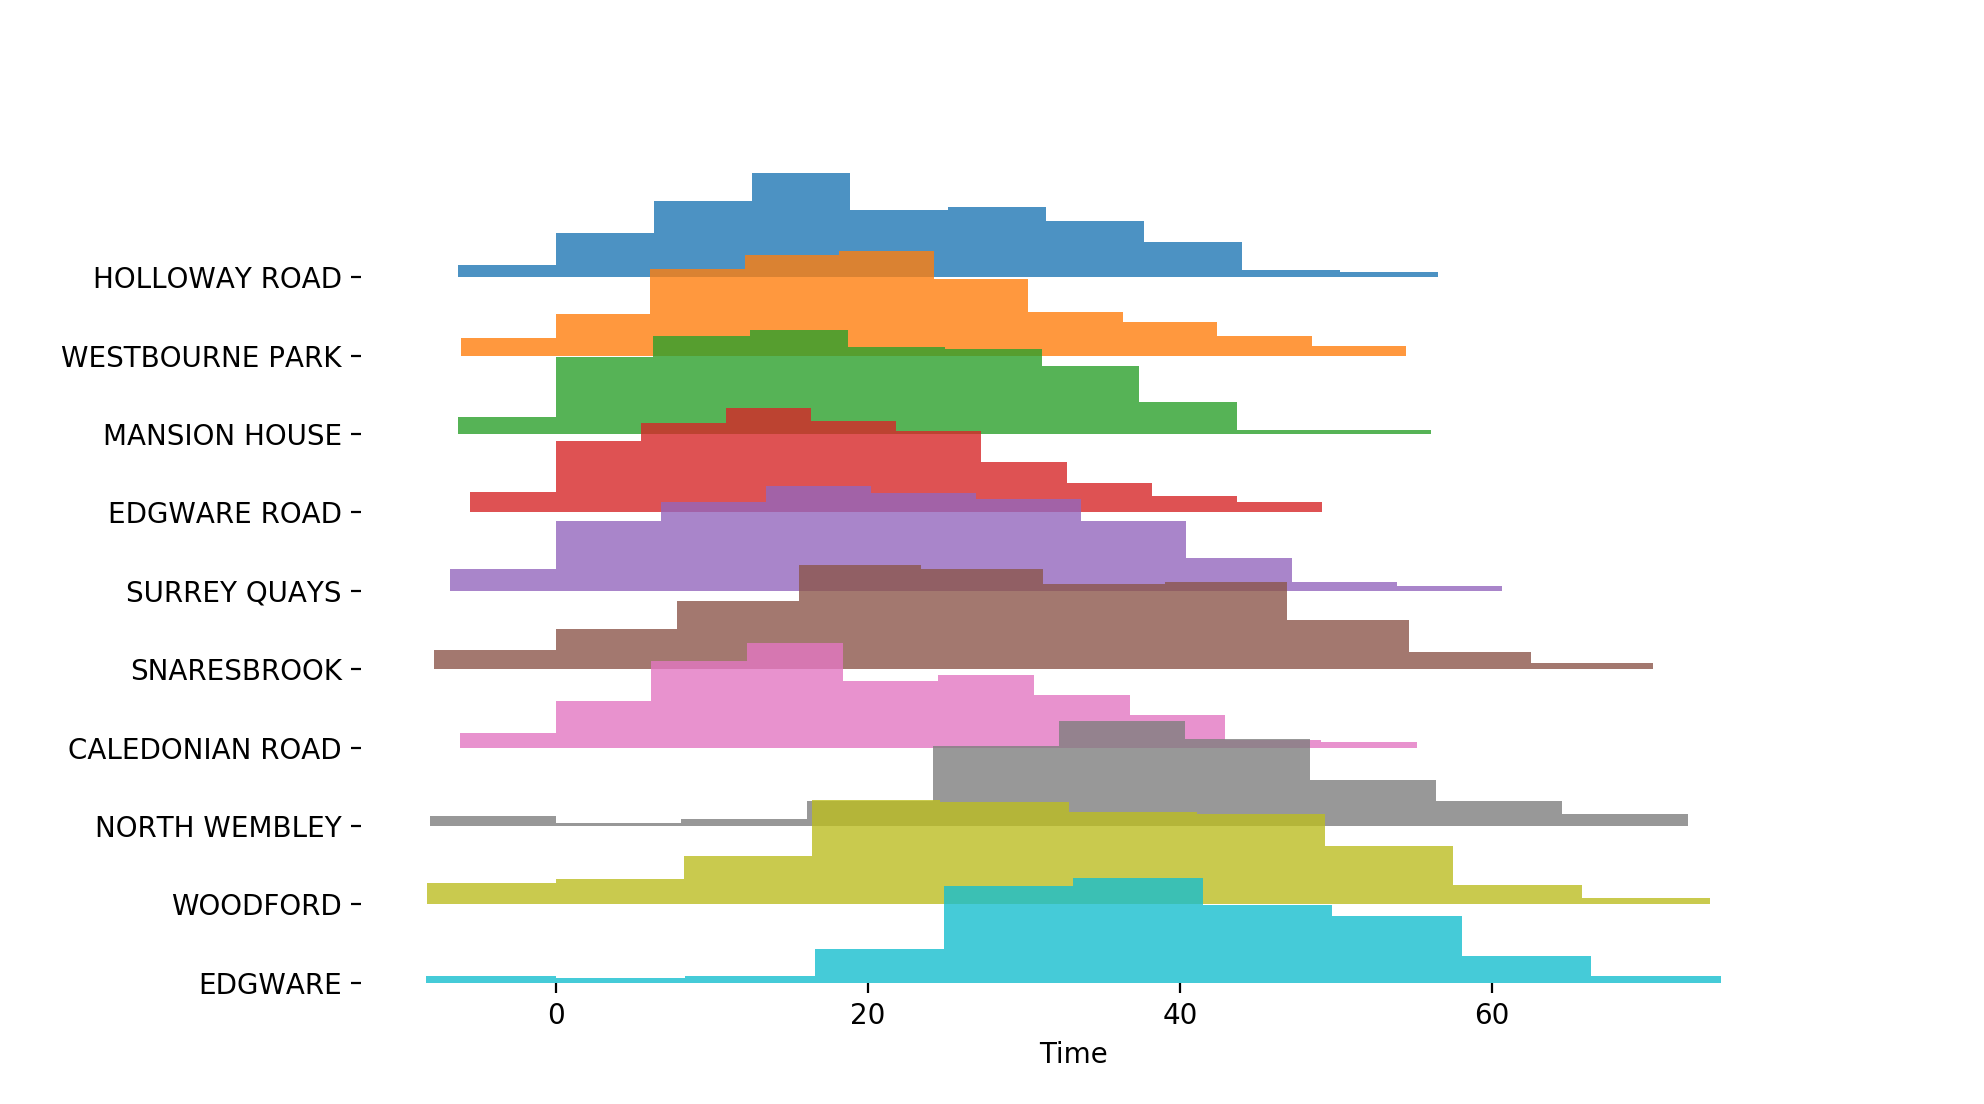 HOLLOWAY ROAD
WESTBOURNE PARK
MANSION HOUSE
EDGWARE ROAD
SURREY QUAYS
SNARESBROOK
CALEDONIAN ROAD
NORTH WEMBLEY
WOODFORD
EDGWARE
0 20 40 60
Time